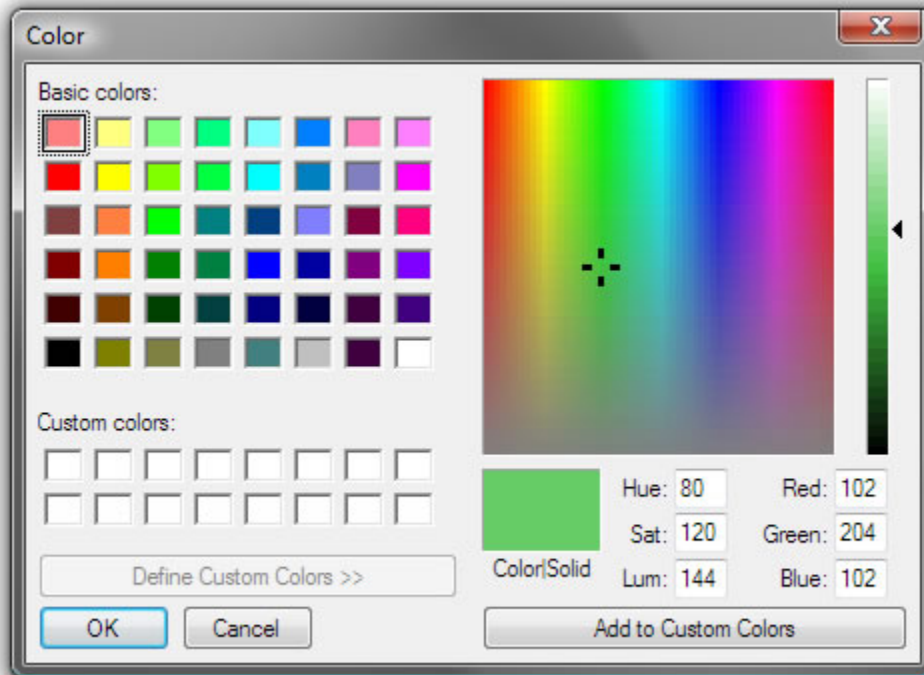 Color
Basic colors:
Custom colors:
Define Custom Colors >>
OK Cancel
Color|Solid
Hue: 80 Red: 102
Sat: 120 Green: 204
Lum: 144 Blue: 102
Add to Custom Colors